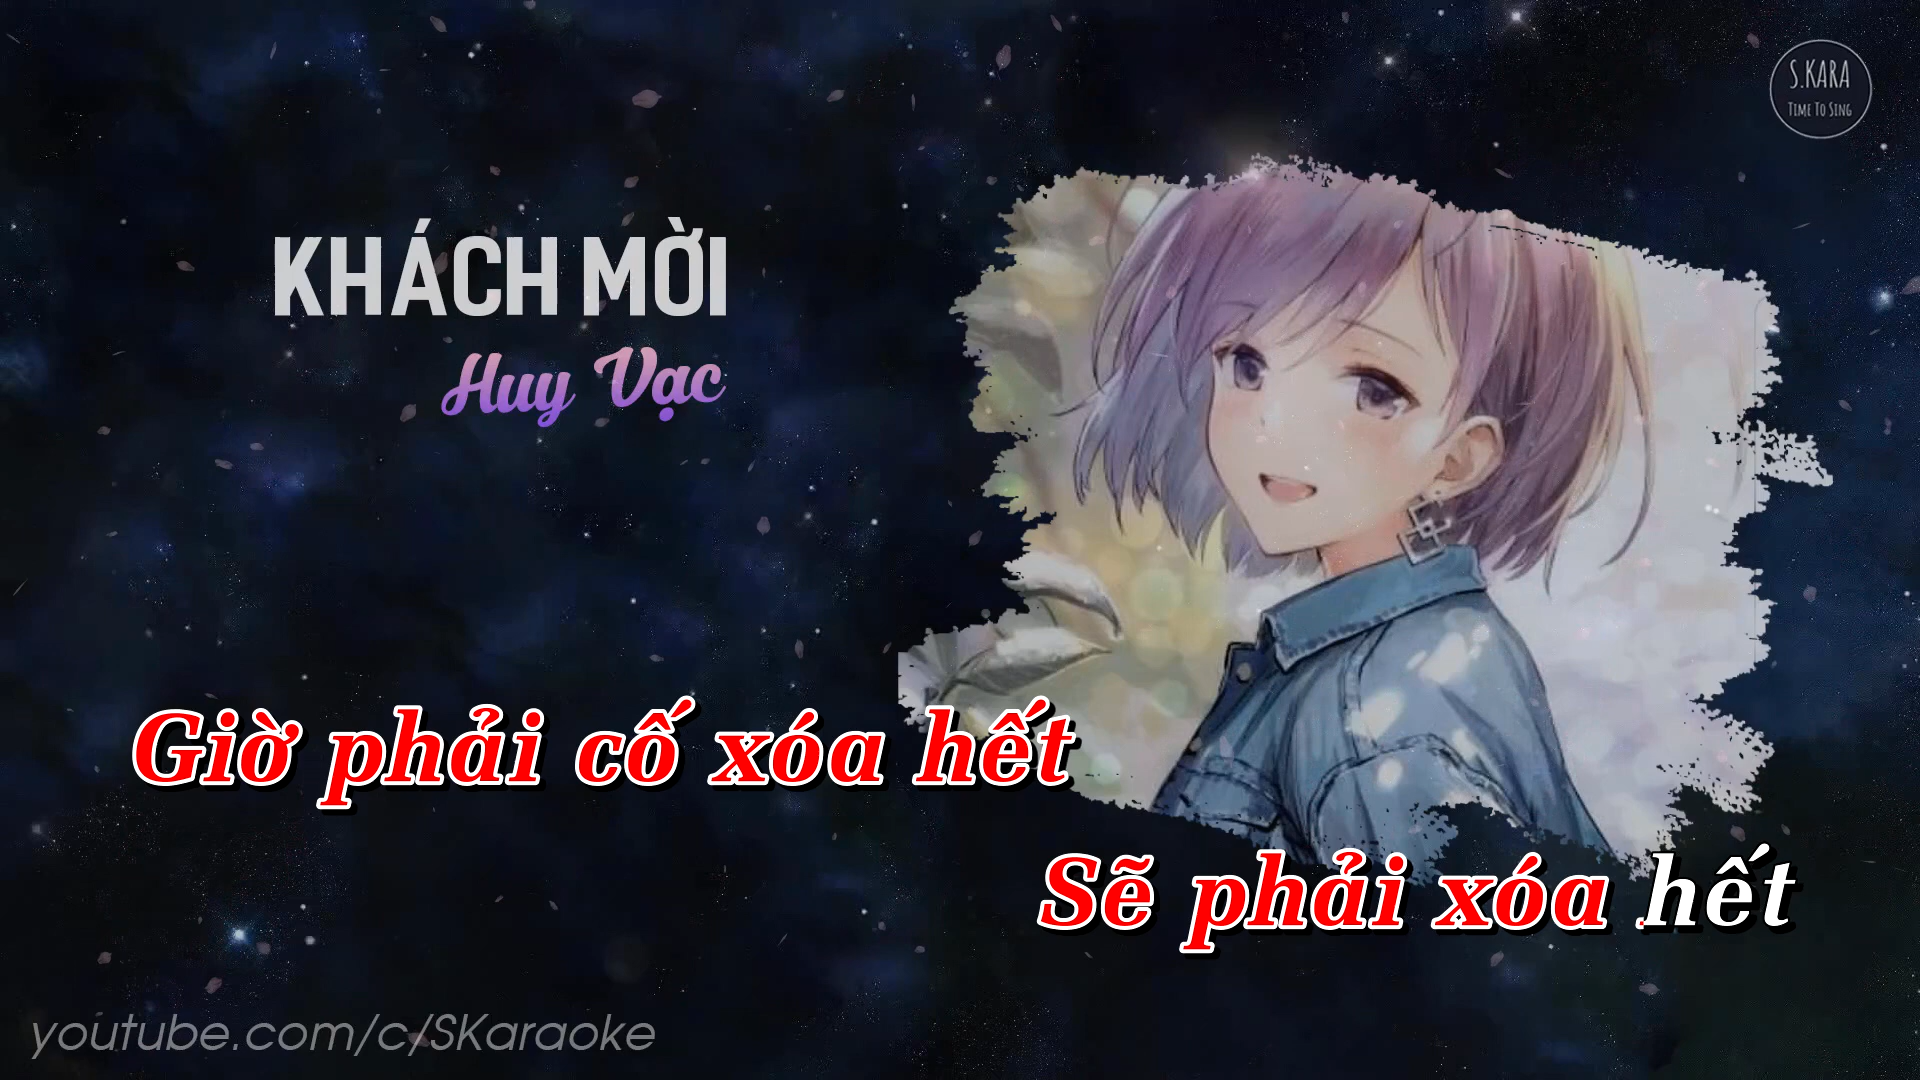 S.KARA
TIME TO SING
KHÁCH MỜI
Huy Vạc
Giờ phải cố xóa hết
Sẽ phải xóa hết
youtube.com/c/SKaraoke